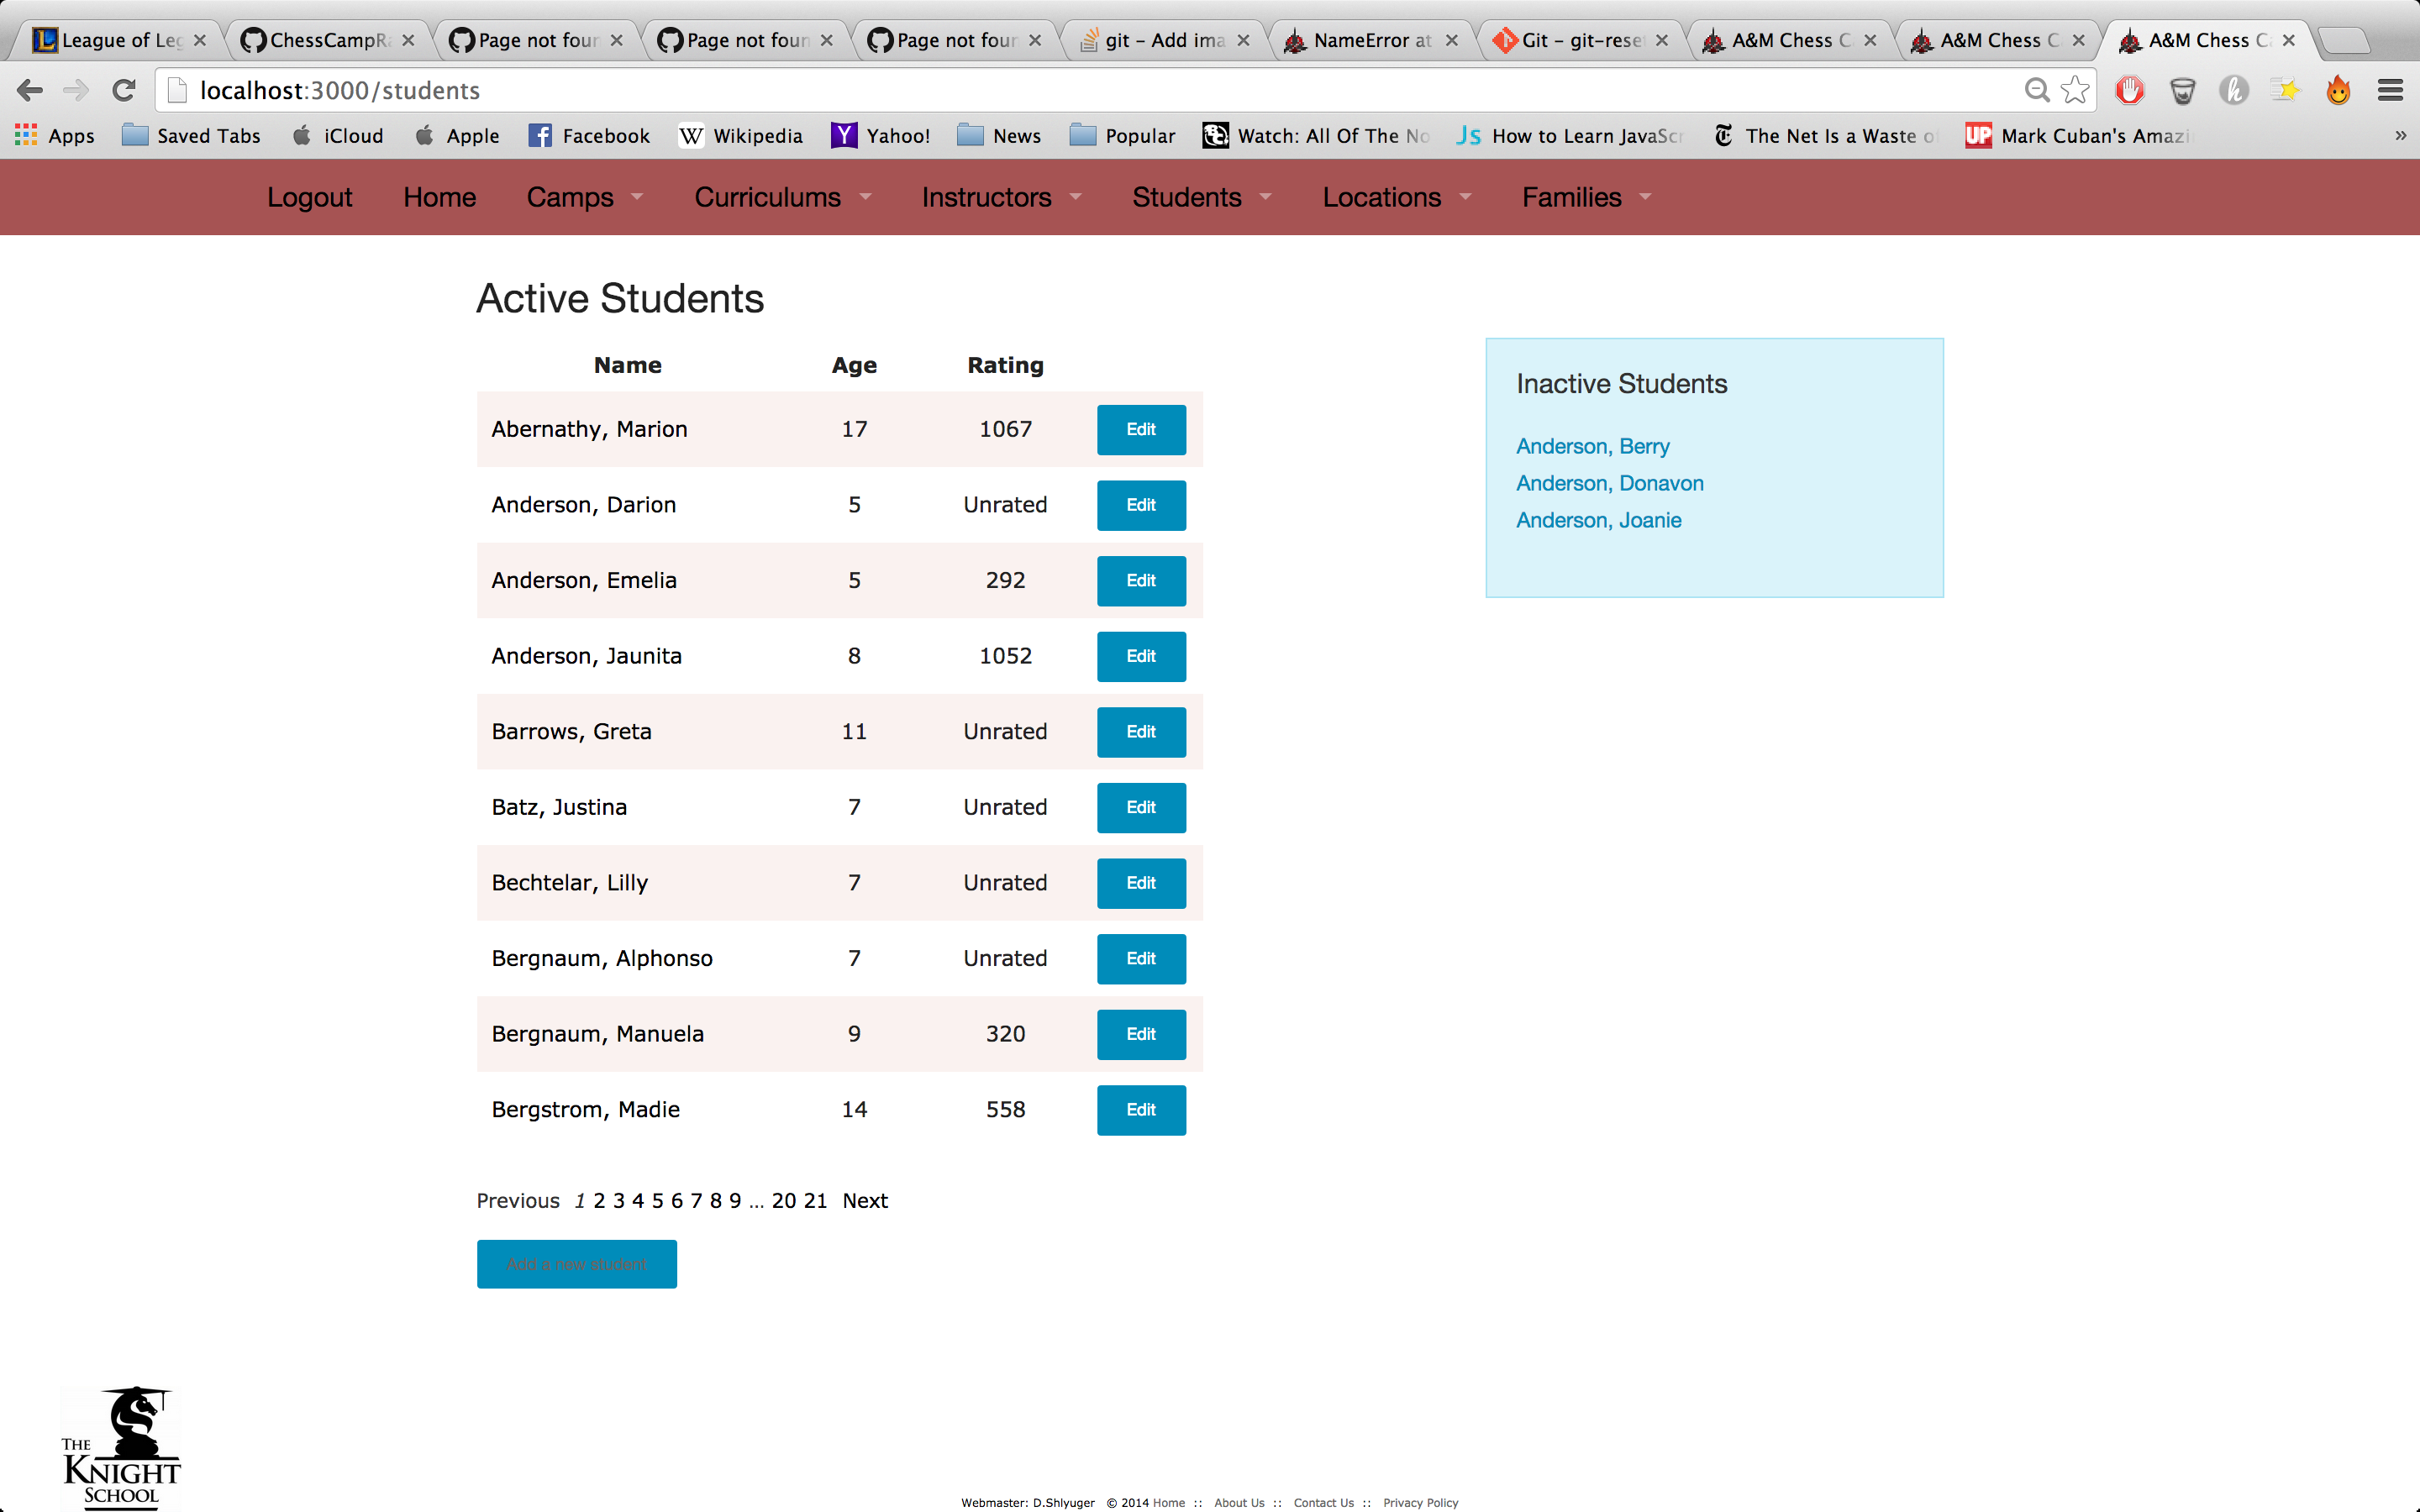 League of Leg ChessCampRa Page not foun Page not foun Page not foun git - Add ima NameError at Git - git-rese A&M Chess C A&M Chess C A&M Chess Ca
localhost:3000/students
Apps Saved Tabs iCloud Apple Facebook Wikipedia Yahoo! News Popular Watch: All Of The No How to Learn JavaScr The Net Is a Waste o Mark Cuban's Amazi »
Logout Home Camps Curriculums Instructors Students Locations Families
Active Students
Name Age Rating
Abernathy, Marion 17 1067 Edit
Anderson, Darion 5 Unrated Edit
Anderson, Emelia 5 292 Edit
Anderson, Jaunita 8 1052 Edit
Barrows, Greta 11 Unrated Edit
Batz, Justina 7 Unrated Edit
Bechtelar, Lilly 7 Unrated Edit
Bergnaum, Alphonso 7 Unrated Edit
Bergnaum, Manuela 9 320 Edit
Bergstrom, Madie 14 558 Edit
Previous 1 2 3 4 5 6 7 8 9 ... 20 21 Next
Add a new student
Inactive Students
Anderson, Berry
Anderson, Donavon
Anderson, Joanie
THE
KNIGHT
SCHOOL
Webmaster: D.Shlyuger © 2014 Home :: About Us :: Contact Us :: Privacy Policy